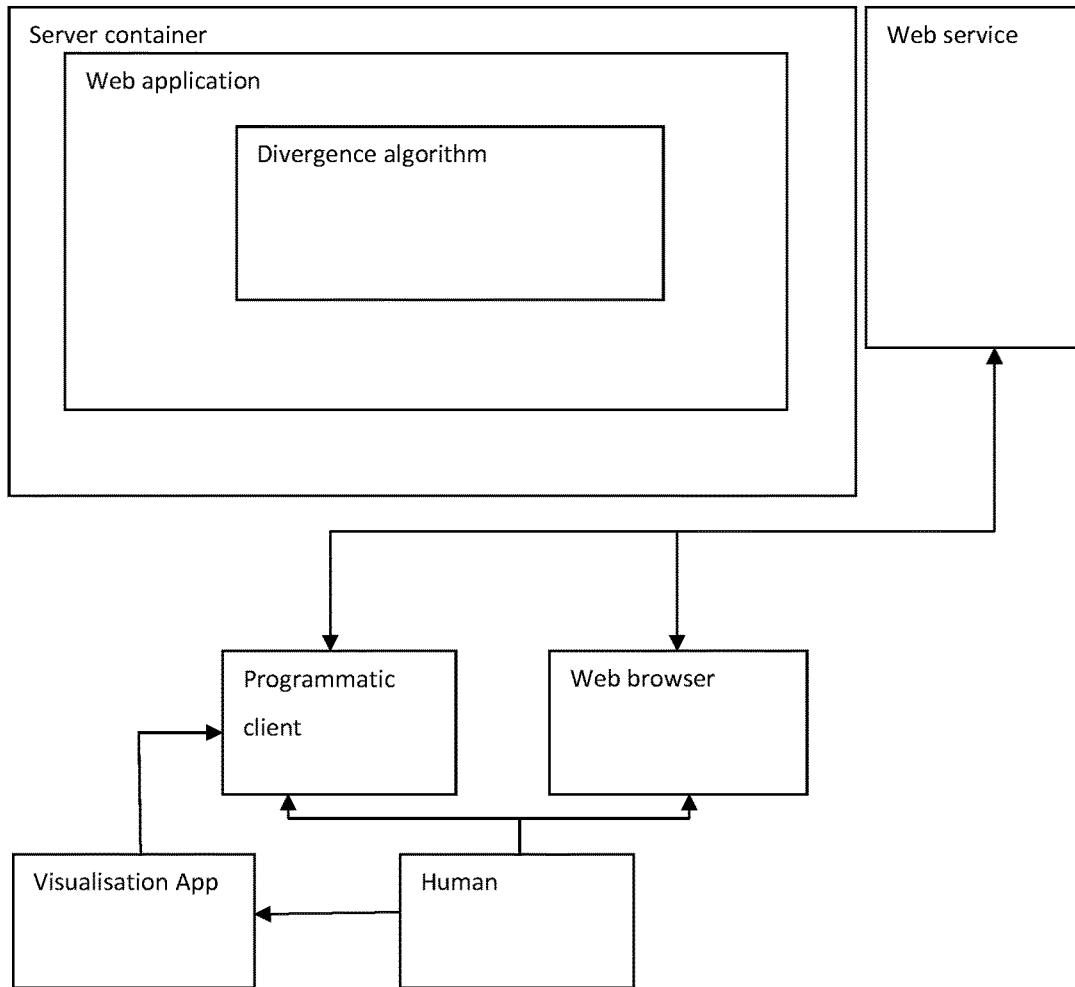 Server container
Web service
Web application
Divergence algorithm
Programmatic
client
Web browser
Visualisation App
Human